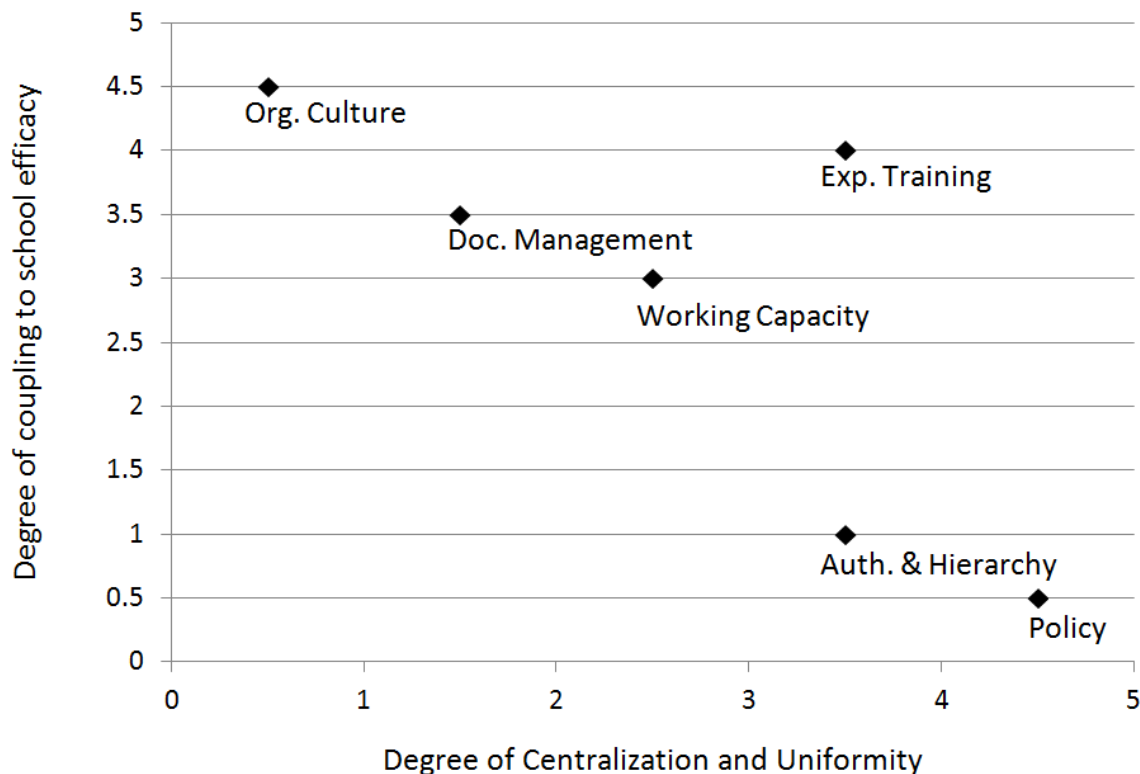 5
4.5
Org. Culture
4
Exp. Training
3.5
Doc. Management
3
Working Capacity
2.5
2
1.5
1
Auth. & Hierarchy
0.5
Policy
0
0 1 2 3 4 5
Degree of coupling to school efficacy
Degree of Centralization and Uniformity